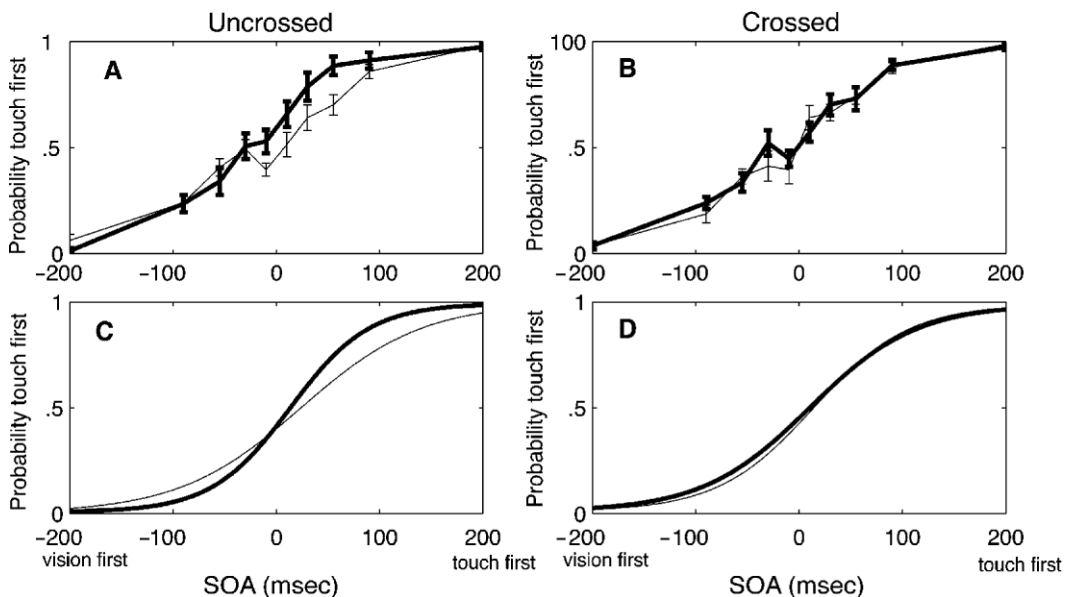 Uncrossed
Crossed
1
A
.5
0
Probability touch first
-200
-100
0
100
200
100
B
.5
0
Probability touch first
-200
-100
0
100
200
1
C
.5
0
Probability touch first
-200
-100
0
100
200
vision first
touch first
SOA (msec)
1
D
.5
0
Probability touch first
-200
-100
0
100
200
vision first
touch first
SOA (msec)